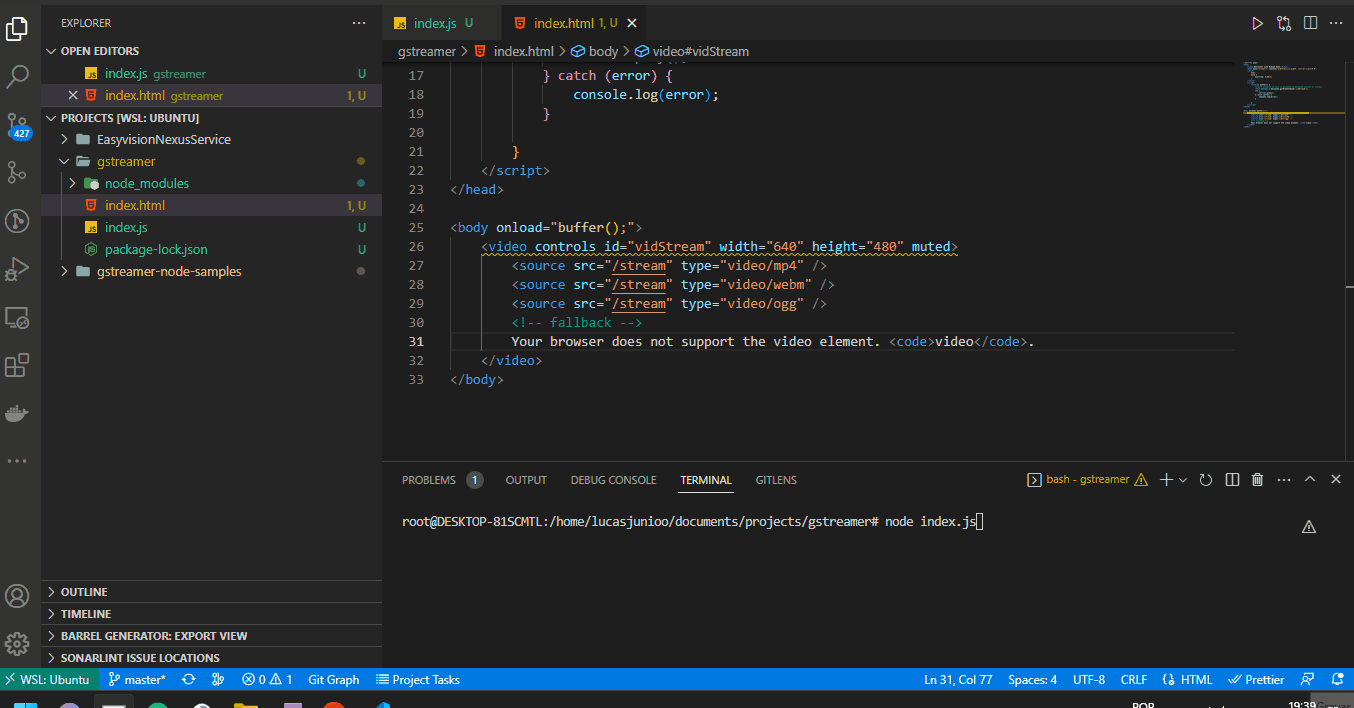 EXPLORER
OPEN EDITORS
index.js gstreamer U
index.html gstreamer 1, U
PROJECTS [WSL: UBUNTU]
EasyvisionNexusService
gstreamer
node_modules
index.html 1, U
index.js U
package-lock.json U
gstreamer-node-samples
OUTLINE
TIMELINE
BARREL GENERATOR: EXPORT VIEW
SONARLINT ISSUE LOCATIONS
427
index.js U
index.html 1, U
gstreamer > index.html > body > video#vidStream
17 } catch (error) {
18 console.log(error);
19 }
20
21 }
22 </script>
23 </head>
24
25 <body onload="buffer();">
26 <video controls id="vidStream" width="640" height="480" muted>
27 <source src="/stream" type="video/mp4" />
28 <source src="/stream" type="video/webm" />
29 <source src="/stream" type="video/ogg" />
30 <!-- fallback -->
31 Your browser does not support the video element. <code>video</code>.
32 </video>
33 </body>
PROBLEMS 1 OUTPUT DEBUG CONSOLE TERMINAL GITLENS
bash - gstreamer
root@DESKTOP-81SCMTL:/home/lucasjunioo/documents/projects/gstreamer# node index.js
WSL: Ubuntu master* 0 1 Git Graph Project Tasks
Ln 31, Col 77 Spaces: 4 UTF-8 CRLF HTML Prettier
POR 19:39